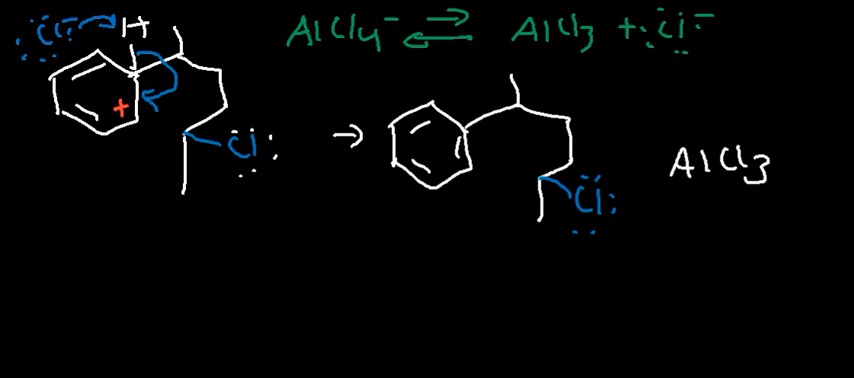 :Cl:⁻ H AlCl4⁻ ⇌ AlCl3 + :Cl:⁻
+
Cl: → AlCl3
Cl: